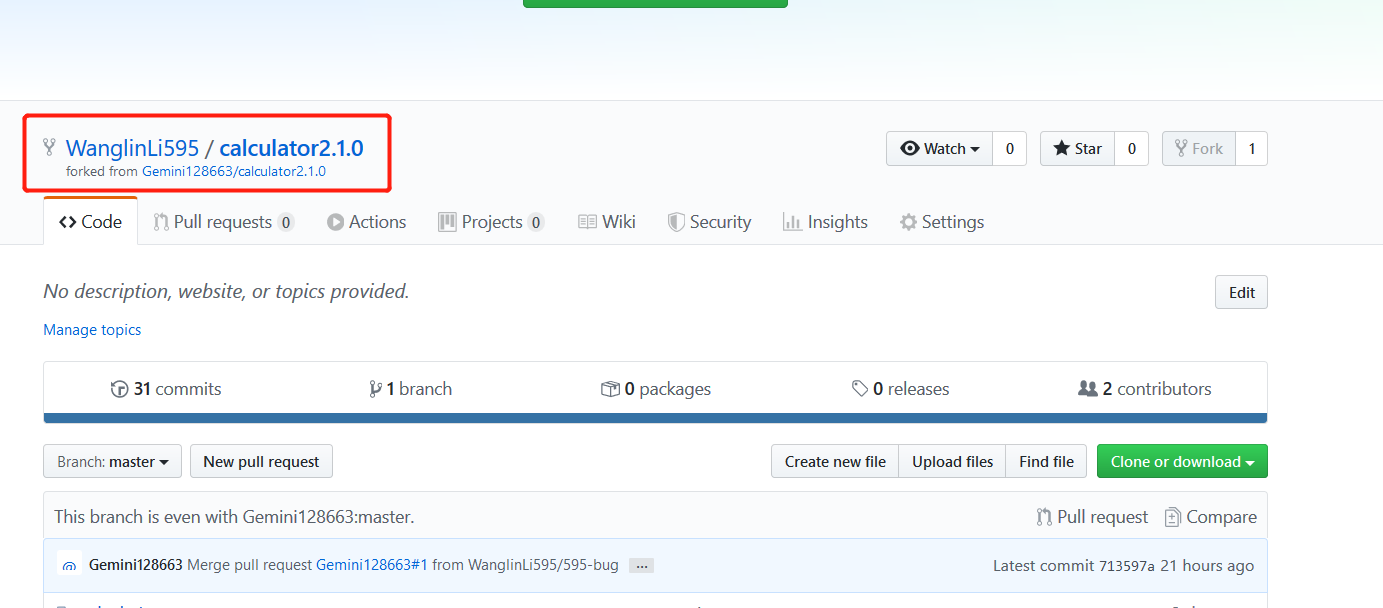 WanglinLi595 / calculator2.1.0
forked from Gemini128663/calculator2.1.0
Watch 0 Star 0 Fork 1
Code Pull requests 0 Actions Projects 0 Wiki Security Insights Settings
No description, website, or topics provided.
Edit
Manage topics
31 commits 1 branch 0 packages 0 releases 2 contributors
Branch: master New pull request Create new file Upload files Find file Clone or download
This branch is even with Gemini128663:master. Pull request Compare
Gemini128663 Merge pull request Gemini128663#1 from WanglinLi595/595-bug ... Latest commit 713597a 21 hours ago